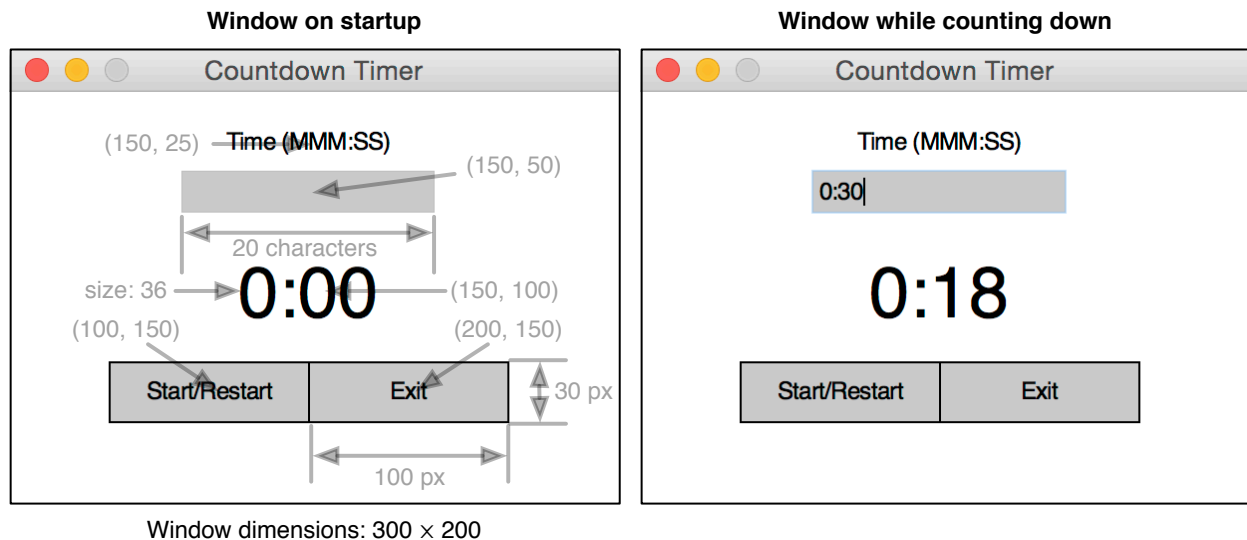 Window on startup
Countdown Timer
(150, 25)
Time (MMM:SS)
(150, 50)
20 characters
size: 36
0:00
(150, 100)
(100, 150)
(200, 150)
Start/Restart
Exit
30 px
100 px
Window dimensions: 300 × 200
Window while counting down
Countdown Timer
Time (MMM:SS)
0:30
0:18
Start/Restart
Exit